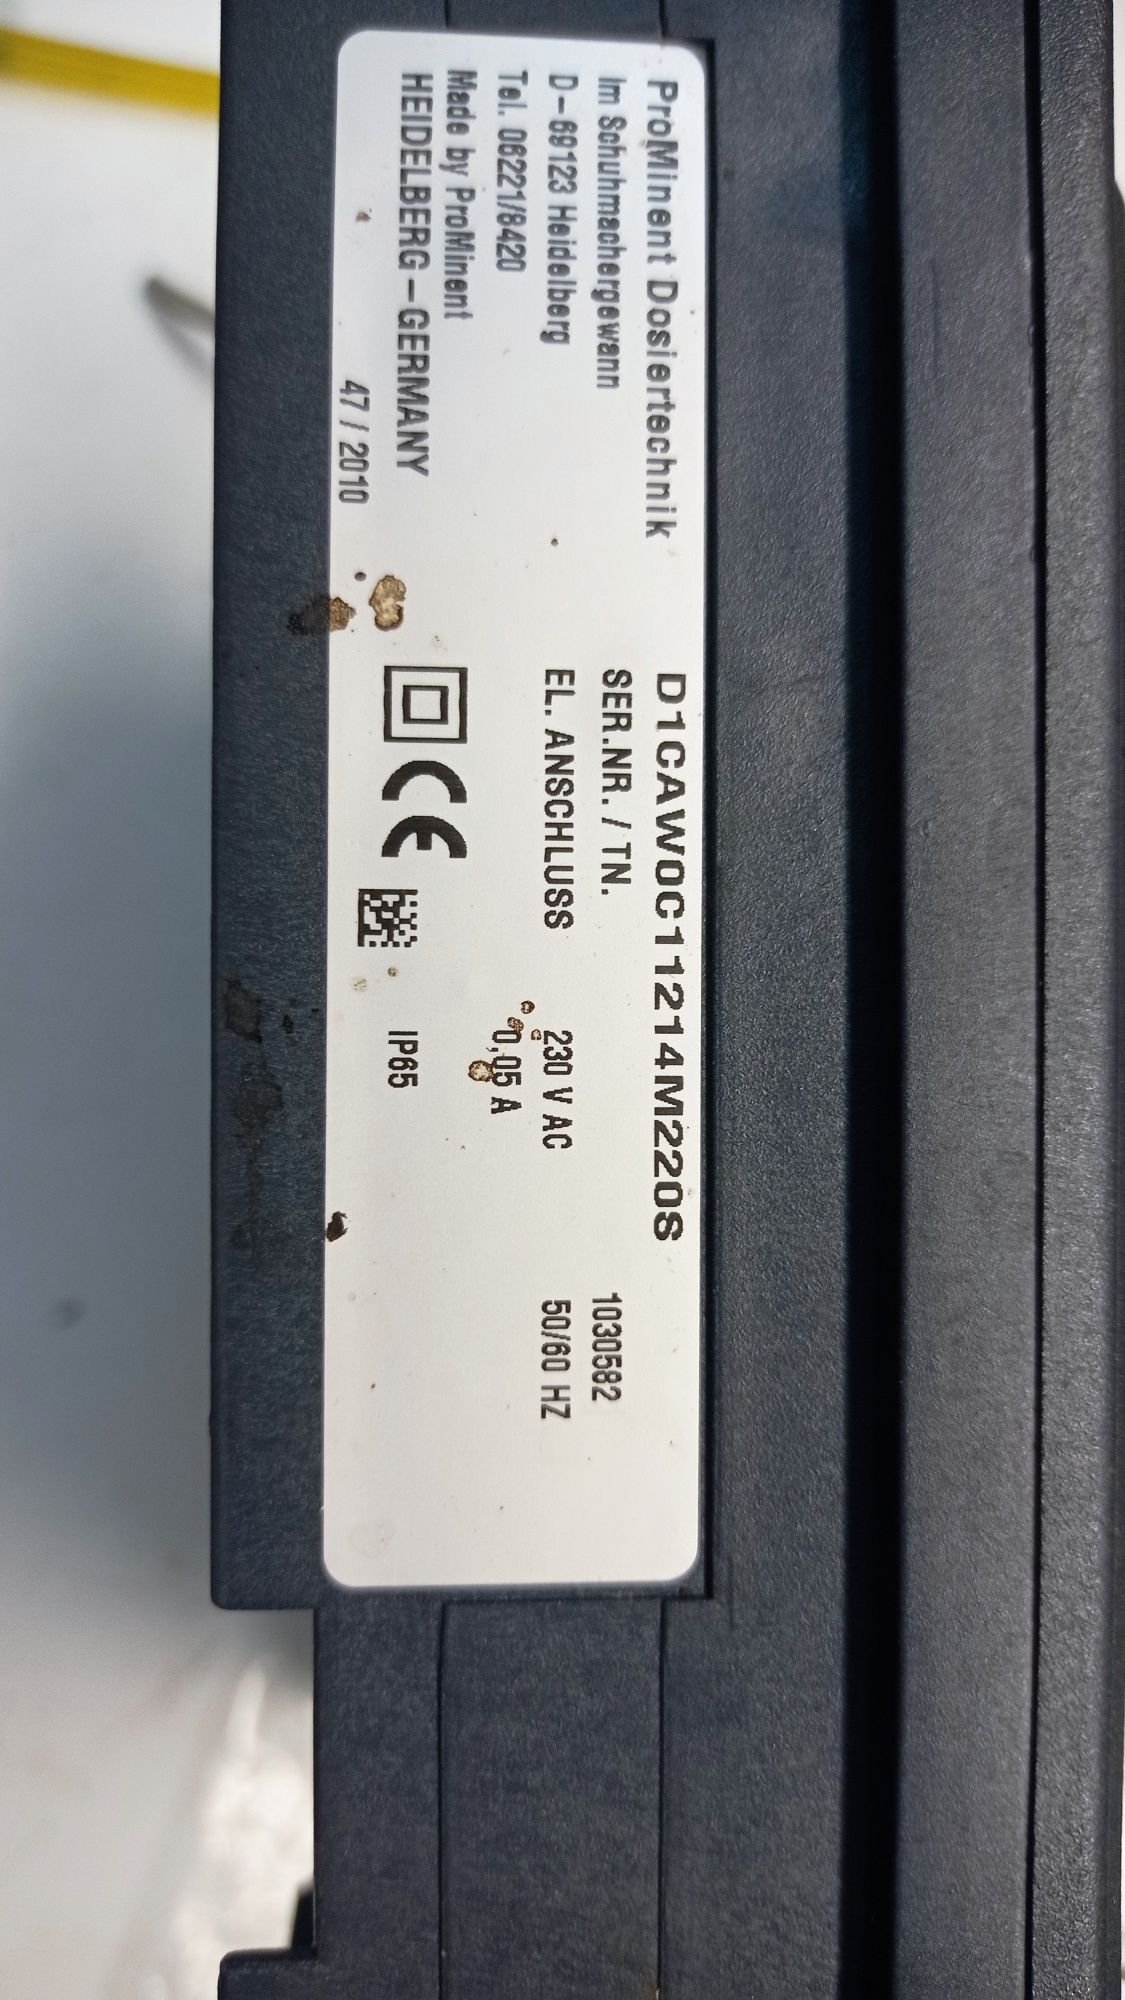 ProMinent Dosiertechnik
Im Schuhmachergewann
D-69123 Heidelberg
Tel. 06221/8420
Made by ProMinent
HEIDELBERG-GERMANY
47 / 2010
D1CAW0C11214M220S
SER.NR. / TN. 1030582
EL. ANSCHLUSS 230 V AC 50/60 HZ
0,05 A
CE IP65